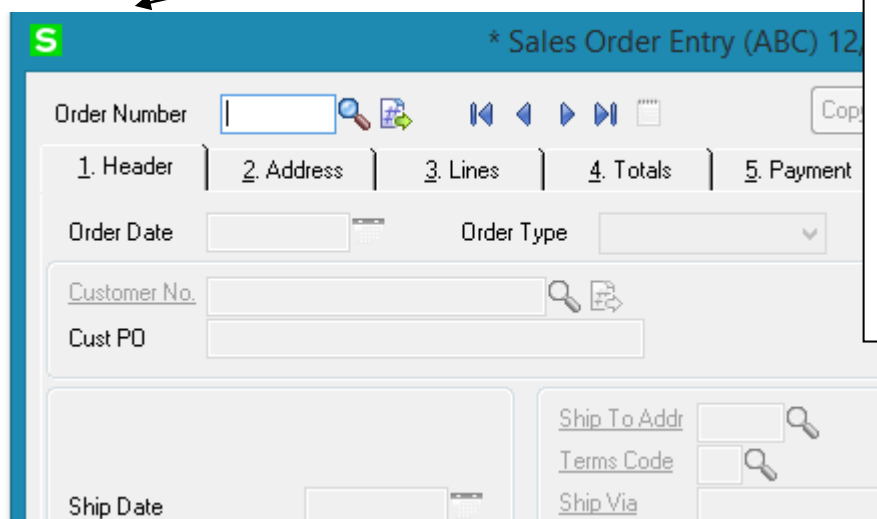 S * Sales Order Entry (ABC) 12/
Order Number Cop
1. Header 2. Address 3. Lines 4. Totals 5. Payment
Order Date Order Type
Customer No.
Cust PO
Ship To Addr
Terms Code
Ship Date Ship Via